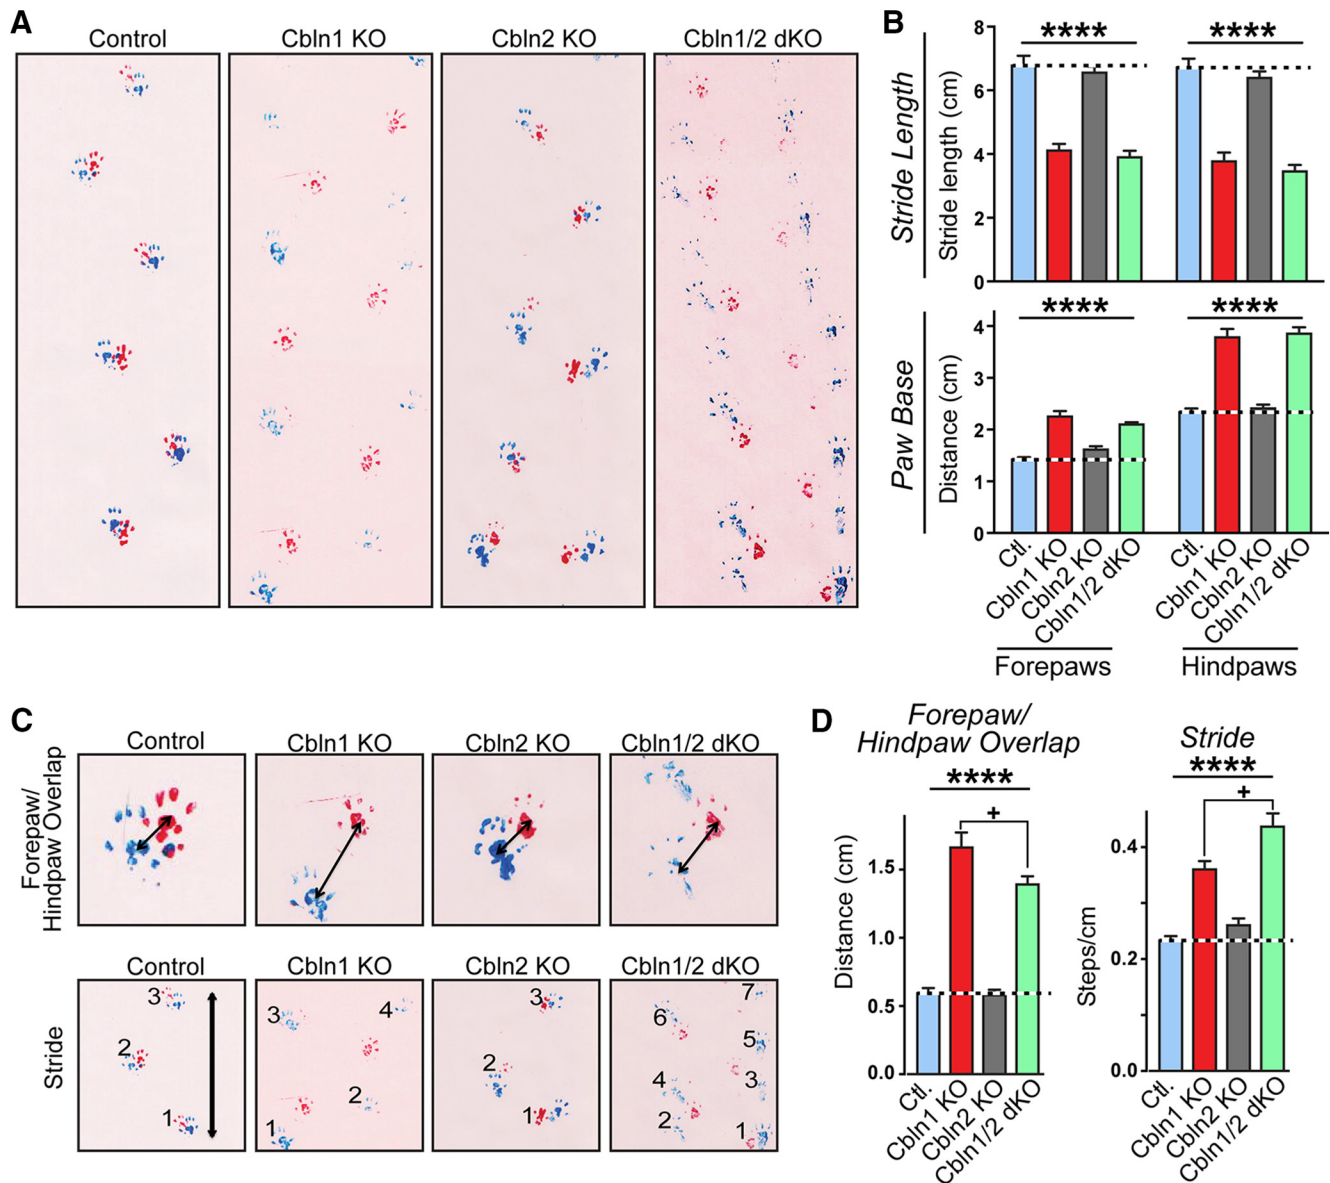 A
Control
Cbln1 KO
Cbln2 KO
Cbln1/2 dKO
B
Stride Length
Stride length (cm)
8
6
4
2
0
****
****
Paw Base
Distance (cm)
4
3
2
1
0
****
****
Ctl.
Cbln1 KO
Cbln2 KO
Cbln1/2 dKO
Ctl.
Cbln1 KO
Cbln2 KO
Cbln1/2 dKO
Forepaws
Hindpaws
C
Forepaw/
Hindpaw Overlap
Control
Cbln1 KO
Cbln2 KO
Cbln1/2 dKO
Stride
Control
Cbln1 KO
Cbln2 KO
Cbln1/2 dKO
3
2
1
3
4
2
1
3
2
1
7
6
5
4
3
2
1
D
Forepaw/
Hindpaw Overlap
****
+
Distance (cm)
1.5
1.0
0.5
0.0
Ctl.
Cbln1 KO
Cbln2 KO
Cbln1/2 dKO
Stride
****
+
Steps/cm
0.4
0.2
0.0
Ctl.
Cbln1 KO
Cbln2 KO
Cbln1/2 dKO